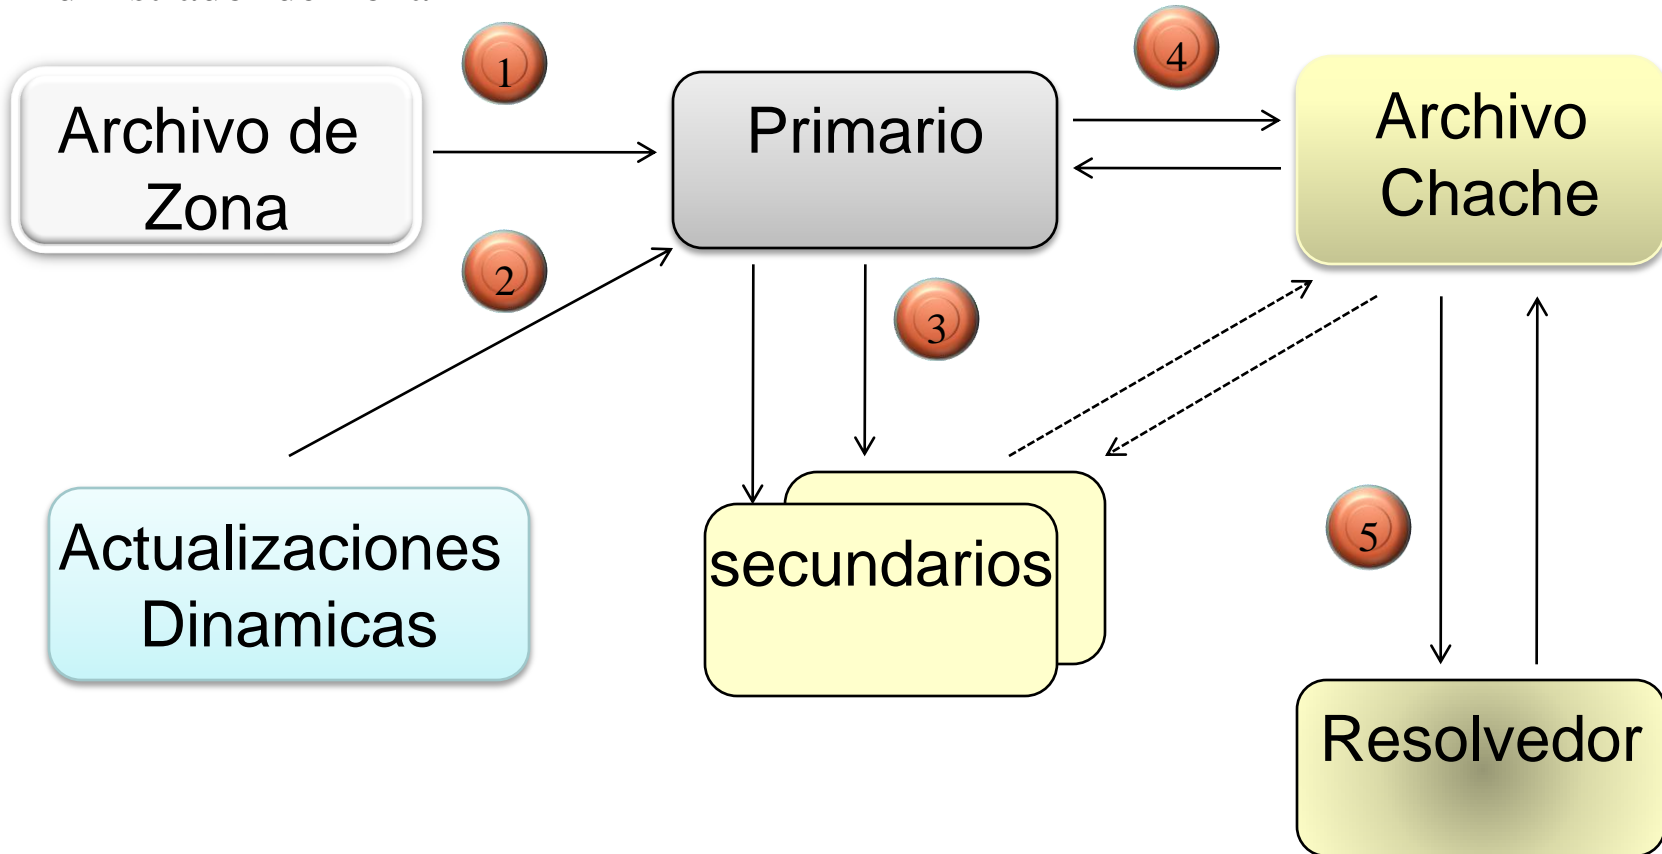 1
4
Archivo de
Zona
Primario
Archivo
Chache
2
3
Actualizaciones
Dinamicas
secundarios
5
Resolvedor